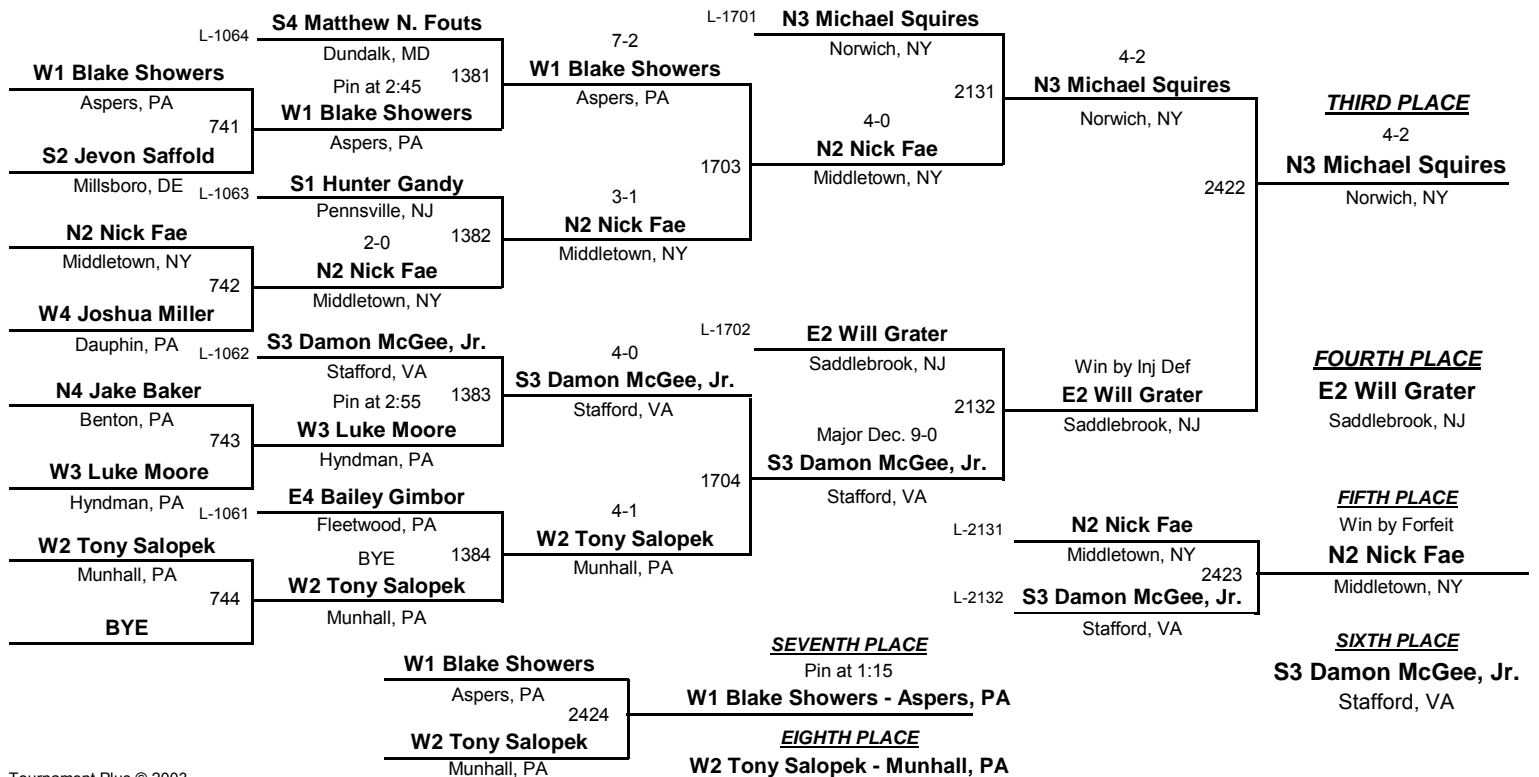 L-1064
S4 Matthew N. Fouts
Dundalk, MD
W1 Blake Showers
Aspers, PA
741
S2 Jevon Saffold
Millsboro, DE
Pin at 2:45
W1 Blake Showers
Aspers, PA
1381
L-1063
S1 Hunter Gandy
Pennsville, NJ
N2 Nick Fae
Middletown, NY
742
W4 Joshua Miller
Dauphin, PA
2-0
N2 Nick Fae
Middletown, NY
1382
L-1062
S3 Damon McGee, Jr.
Stafford, VA
N4 Jake Baker
Benton, PA
743
W3 Luke Moore
Hyndman, PA
Pin at 2:55
W3 Luke Moore
Hyndman, PA
1383
L-1061
E4 Bailey Gimbor
Fleetwood, PA
W2 Tony Salopek
Munhall, PA
744
BYE
BYE
W2 Tony Salopek
Munhall, PA
1384
7-2
W1 Blake Showers
Aspers, PA
1703
3-1
N2 Nick Fae
Middletown, NY
4-0
S3 Damon McGee, Jr.
Stafford, VA
1704
4-1
W2 Tony Salopek
Munhall, PA
L-1701
N3 Michael Squires
Norwich, NY
2131
4-0
N2 Nick Fae
Middletown, NY
L-1702
E2 Will Grater
Saddlebrook, NJ
2132
Major Dec. 9-0
S3 Damon McGee, Jr.
Stafford, VA
4-2
N3 Michael Squires
Norwich, NY
2422
Win by Inj Def
E2 Will Grater
Saddlebrook, NJ
THIRD PLACE
4-2
N3 Michael Squires
Norwich, NY
FOURTH PLACE
E2 Will Grater
Saddlebrook, NJ
L-2131
N2 Nick Fae
Middletown, NY
2423
L-2132
S3 Damon McGee, Jr.
Stafford, VA
FIFTH PLACE
Win by Forfeit
N2 Nick Fae
Middletown, NY
SIXTH PLACE
S3 Damon McGee, Jr.
Stafford, VA
W1 Blake Showers
Aspers, PA
2424
W2 Tony Salopek
Munhall, PA
SEVENTH PLACE
Pin at 1:15
W1 Blake Showers - Aspers, PA
EIGHTH PLACE
W2 Tony Salopek - Munhall, PA